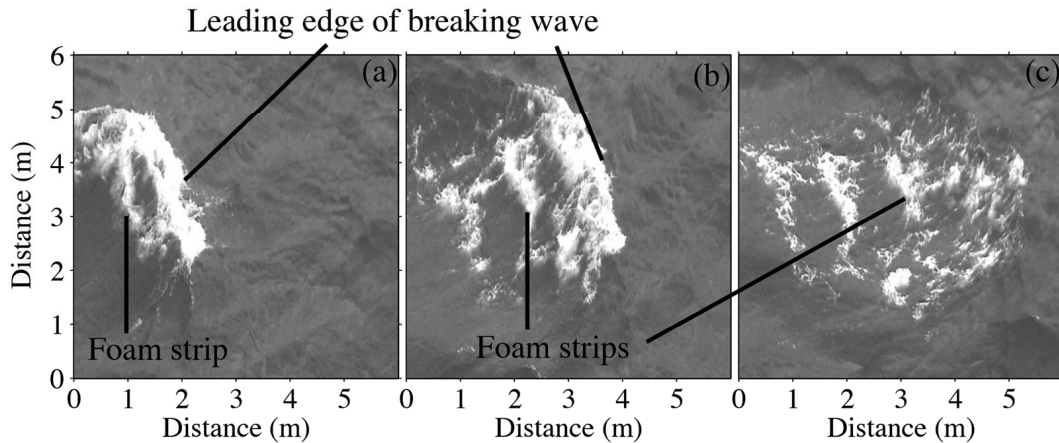 Leading edge of breaking wave
6
(a)
(b)
(c)
5
4
3
2
1
0
Distance (m)
Foam strip
Foam strips
0 1 2 3 4 5
0 1 2 3 4 5
0 1 2 3 4 5
Distance (m)
Distance (m)
Distance (m)